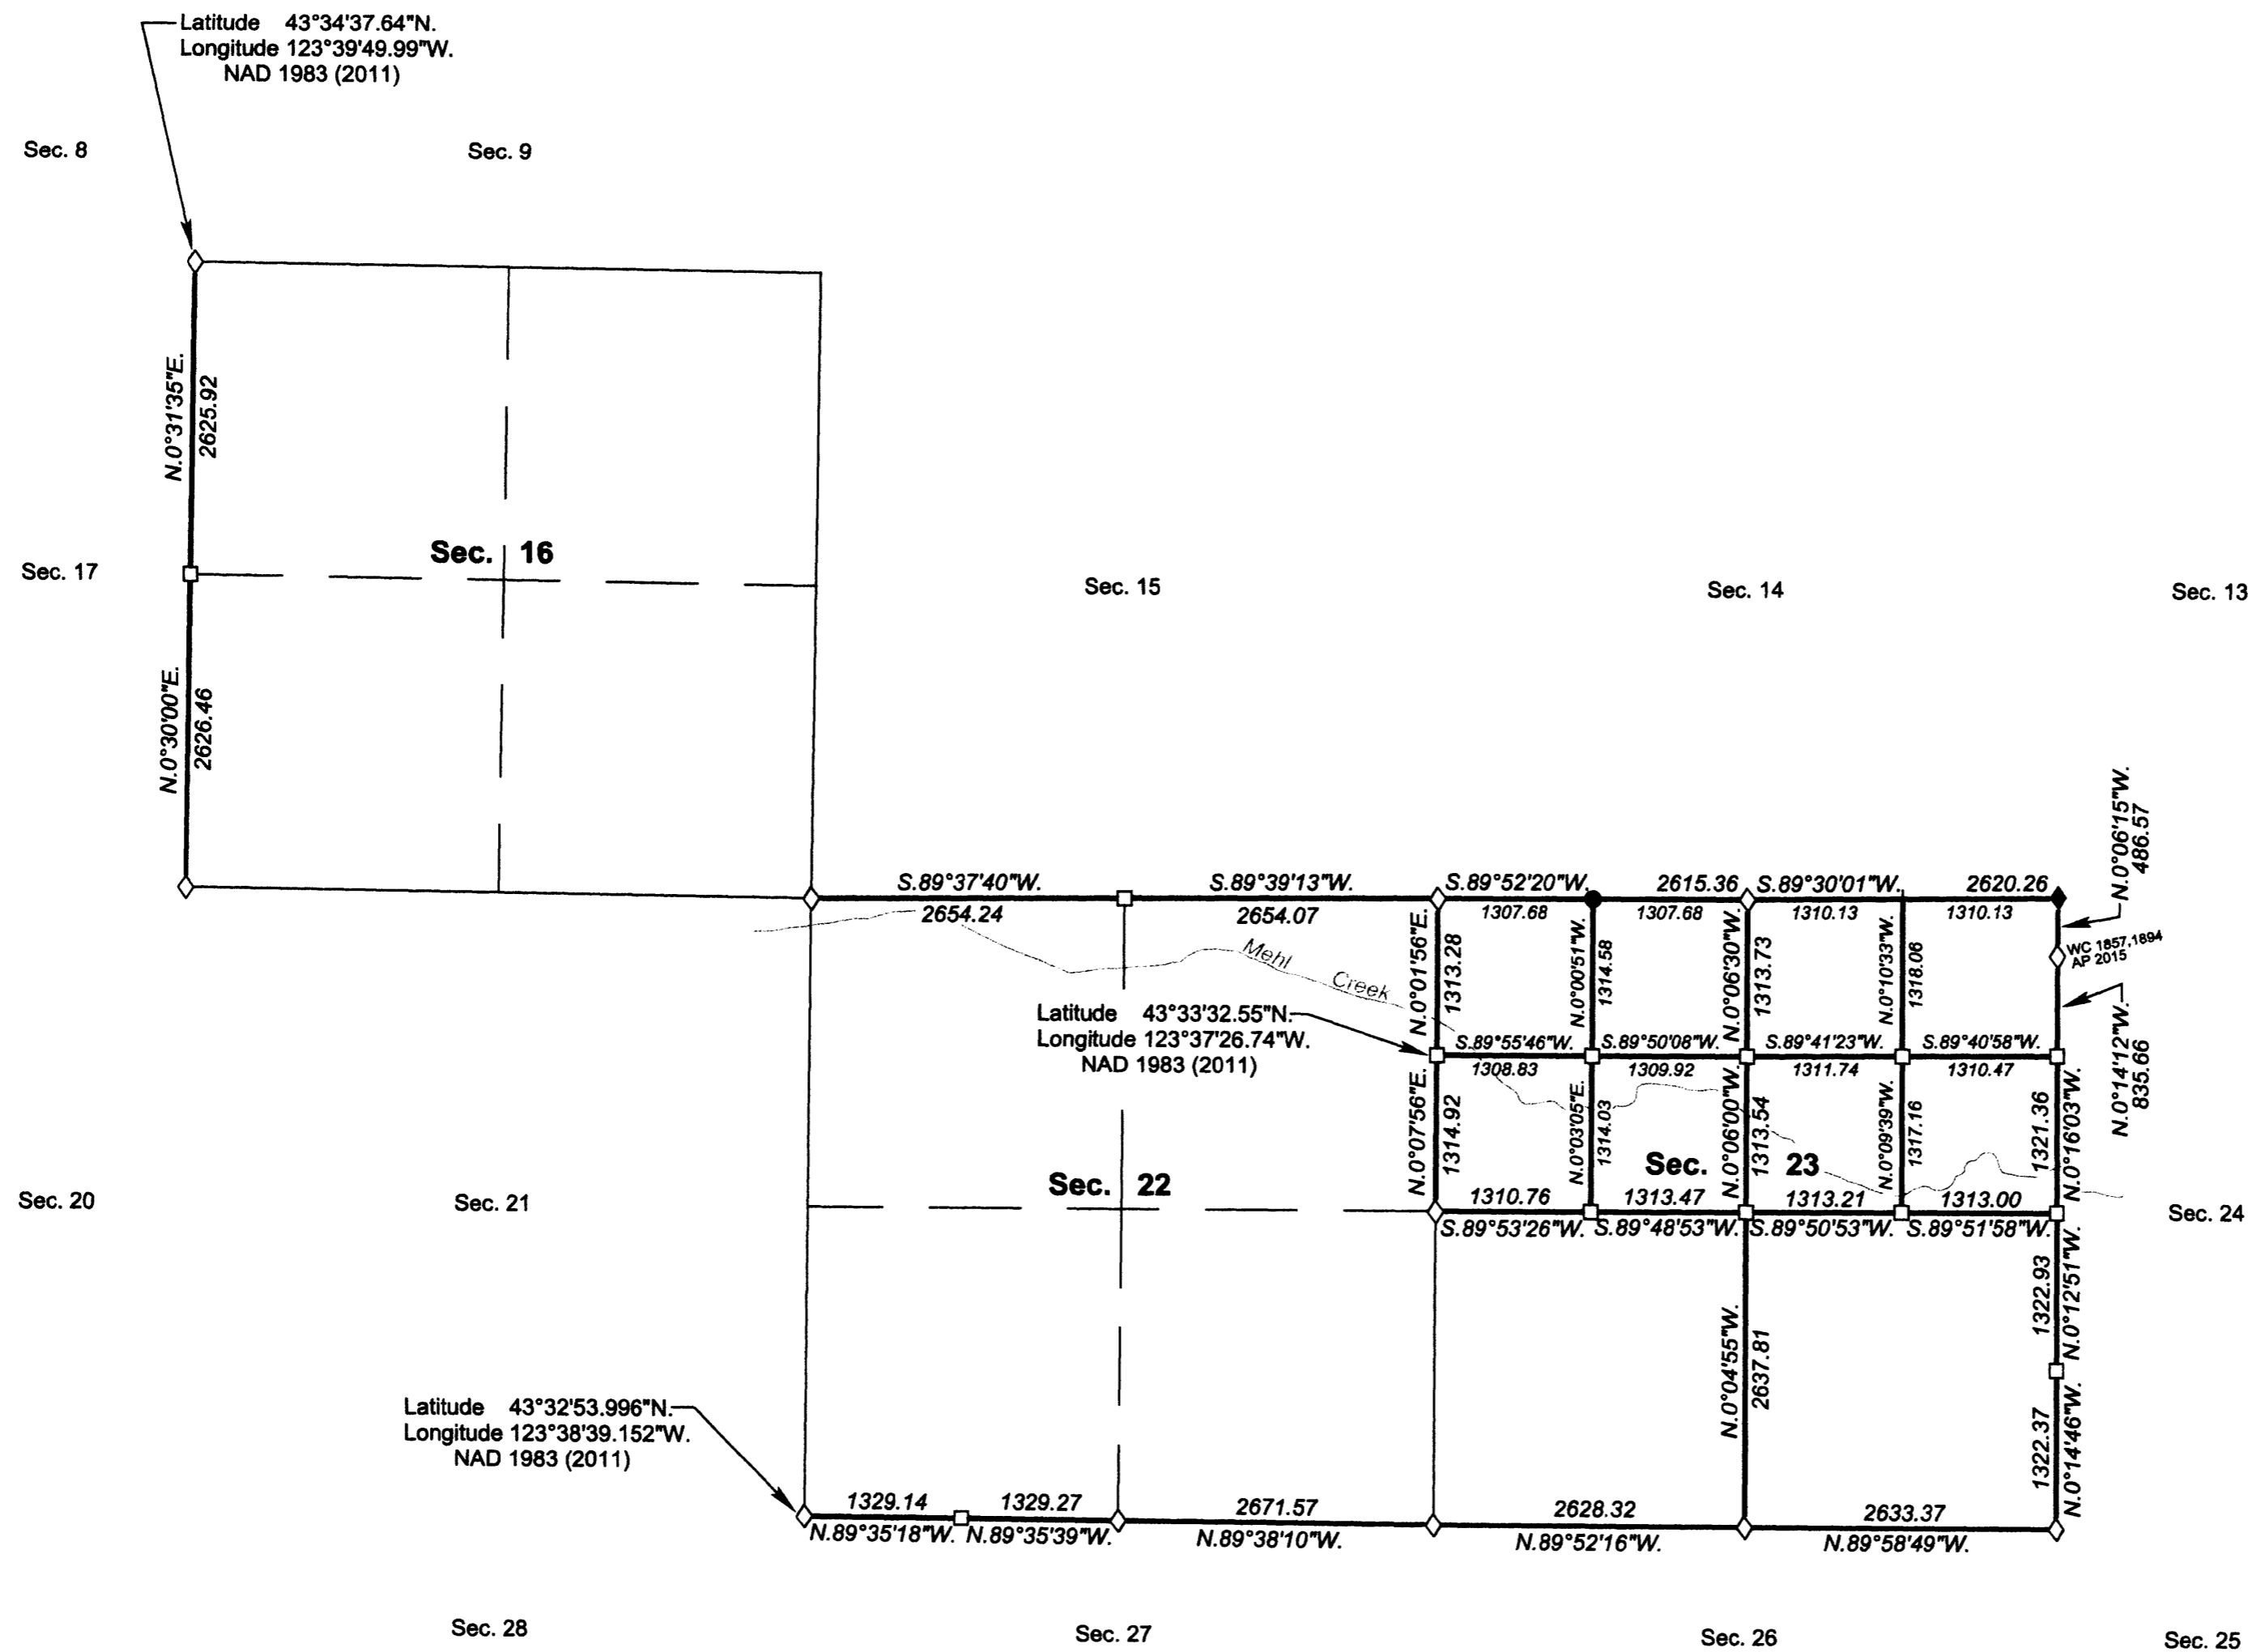 Latitude 43°34'37.64"N.
Longitude 123°39'49.99"W.
NAD 1983 (2011)
Sec. 8
Sec. 9
N.0°31'35"E.
2625.92
Sec. 16
Sec. 17
Sec. 15
Sec. 14
Sec. 13
N.0°30'00"E.
2626.46
N.0°06'15"W.
486.57
S.89°37'40"W.
2654.24
S.89°39'13"W.
2654.07
S.89°52'20"W.
2615.36
S.89°30'01"W.
2620.26
1307.68
1307.68
1310.13
1310.13
WC 1857,1894
AP 2015
Mehl Creek
N.0°01'56"E.
1313.28
N.0°00'51"W.
1314.58
N.0°06'30"W.
1313.73
N.0°10'33"W.
1318.06
N.0°14'12"W.
835.66
Latitude 43°33'32.55"N.
Longitude 123°37'26.74"W.
NAD 1983 (2011)
S.89°55'46"W.
1308.83
S.89°50'08"W.
1309.92
S.89°41'23"W.
1311.74
S.89°40'58"W.
1310.47
N.0°07'56"E.
1314.92
N.0°03'05"E.
1314.03
N.0°06'00"W.
1313.54
N.0°09'39"W.
1317.16
1321.36
N.0°16'03"W.
Sec. 23
Sec. 22
Sec. 20
Sec. 21
Sec. 24
1310.76
S.89°53'26"W.
1313.47
S.89°48'53"W.
1313.21
S.89°50'53"W.
1313.00
S.89°51'58"W.
N.0°04'55"W.
2637.81
1322.93
N.0°12'51"W.
1322.37
N.0°14'46"W.
Latitude 43°32'53.996"N.
Longitude 123°38'39.152"W.
NAD 1983 (2011)
1329.14
N.89°35'18"W.
1329.27
N.89°35'39"W.
2671.57
N.89°38'10"W.
2628.32
N.89°52'16"W.
2633.37
N.89°58'49"W.
Sec. 28
Sec. 27
Sec. 26
Sec. 25